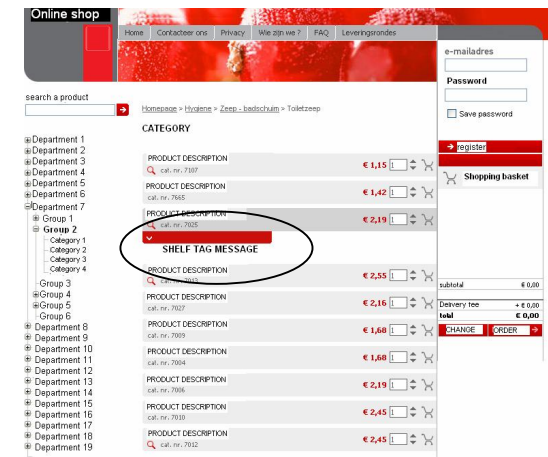 Online shop
Home Contacteer ons Privacy Wie zijn we ? FAQ Leveringsrondes
e-mailadres
Password
Save password
register
Shopping basket
subtotal € 0,00
Delivery fee + € 0,00
total € 0,00
CHANGE ORDER
search a product
Department 1
Department 2
Department 3
Department 4
Department 5
Department 6
Department 7
Group 1
Group 2
Category 1
Category 2
Category 3
Category 4
Group 3
Group 4
Group 5
Group 6
Department 8
Department 9
Department 10
Department 11
Department 12
Department 13
Department 14
Department 15
Department 16
Department 17
Department 18
Department 19
Homepage > Hygiene > Zeep - badschuim > Toiletzeep
CATEGORY
PRODUCT DESCRIPTION
cat. nr. 7107 € 1,15 1
PRODUCT DESCRIPTION
cat. nr. 7665 € 1,42 1
PRODUCT DESCRIPTION
cat. nr. 7025 € 2,19 1
SHELF TAG MESSAGE
PRODUCT DESCRIPTION
cat. nr. 7013 € 2,55 1
PRODUCT DESCRIPTION
cat. nr. 7027 € 2,16 1
PRODUCT DESCRIPTION
cat. nr. 7009 € 1,68 1
PRODUCT DESCRIPTION
cat. nr. 7004 € 1,68 1
PRODUCT DESCRIPTION
cat. nr. 7006 € 2,19 1
PRODUCT DESCRIPTION
cat. nr. 7010 € 2,45 1
PRODUCT DESCRIPTION
cat. nr. 7012 € 2,45 1